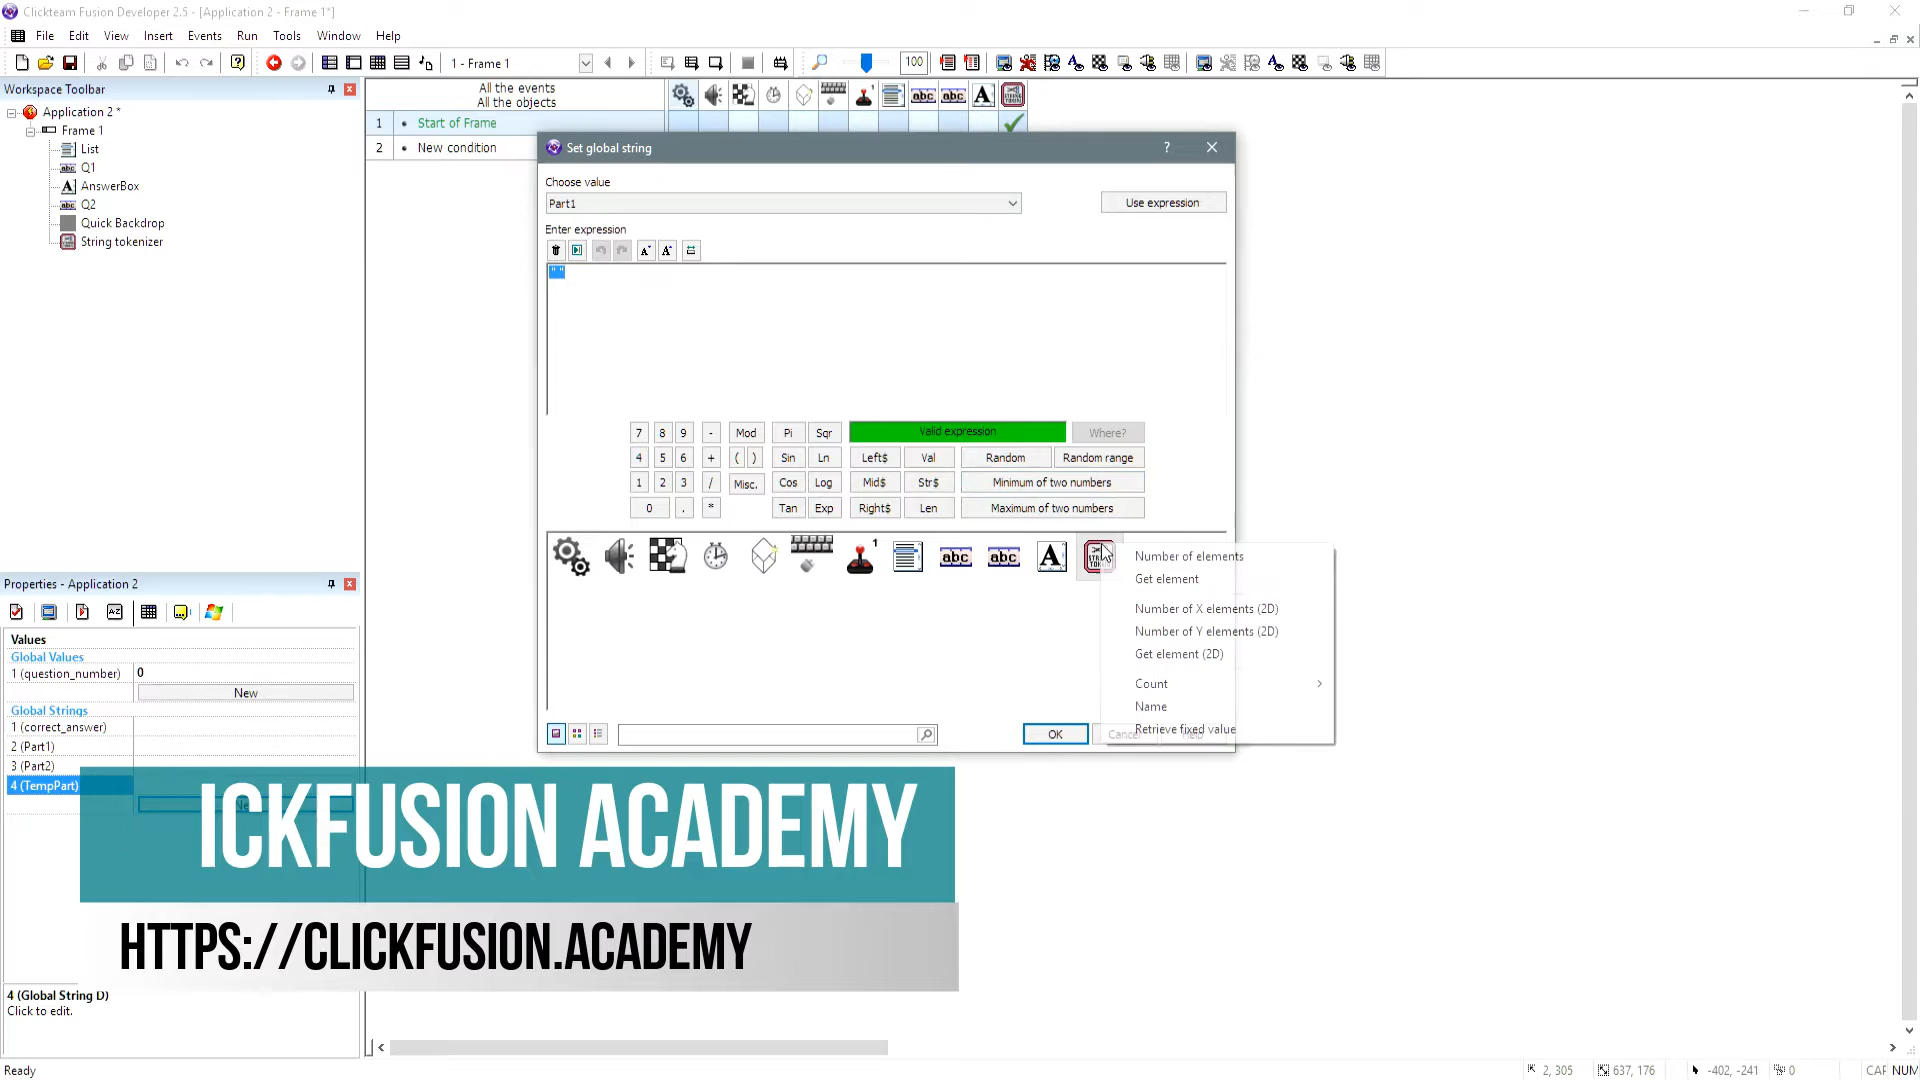 Clickteam Fusion Developer 2.5 - [Application 2 - Frame 1*]
File Edit View Insert Events Run Tools Window Help
1 - Frame 1
100
Workspace Toolbar
Application 2 *
Frame 1
List
Q1
AnswerBox
Q2
Quick Backdrop
String tokenizer
All the events
All the objects
1 • Start of Frame
2 • New condition
Set global string
?
Choose value
Part1
Use expression
Enter expression
" "
7 8 9 - Mod Pi Sqr Valid expression Where?
4 5 6 + ( ) Sin Ln Left$ Val Random Random range
1 2 3 / Misc. Cos Log Mid$ Str$ Minimum of two numbers
0 . * Tan Exp Right$ Len Maximum of two numbers
Number of elements
Get element
Number of X elements (2D)
Number of Y elements (2D)
Get element (2D)
Count
Name
Retrieve fixed value
OK
Cancel
Properties - Application 2
Values
Global Values
1 (question_number) 0
New
Global Strings
1 (correct_answer)
2 (Part1)
3 (Part2)
4 (TempPart)
ICKFUSION ACADEMY
HTTPS://CLICKFUSION.ACADEMY
4 (Global String D)
Click to edit.
Ready
2, 305
637, 176
-402, -241
0
CAP NUM